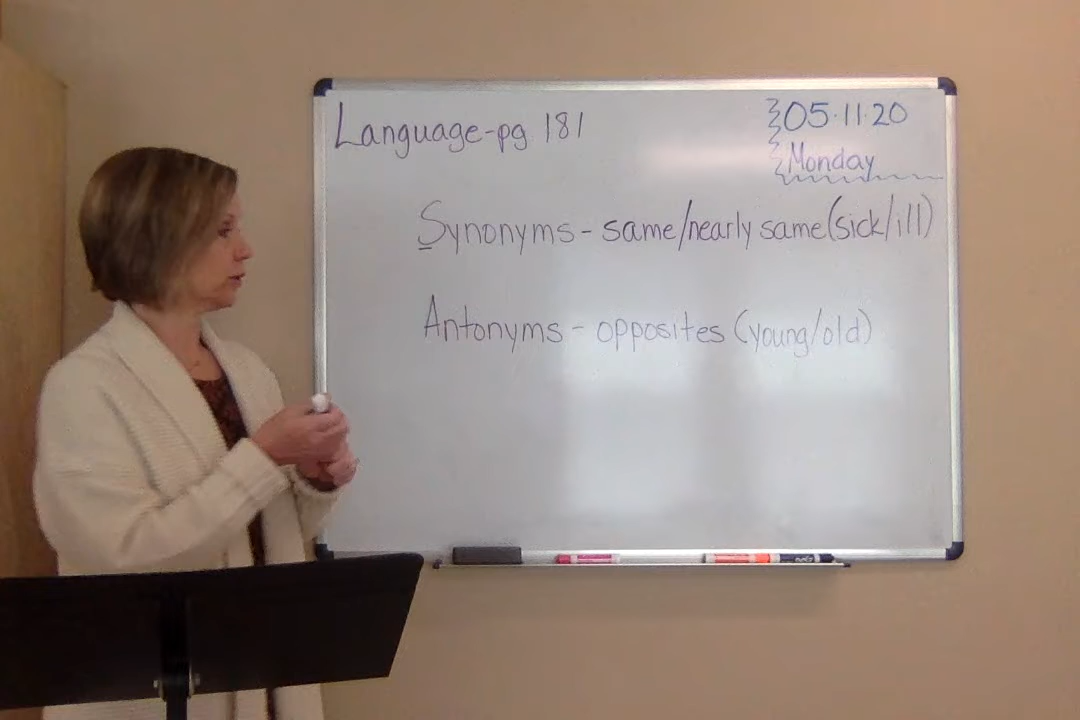 Language-pg 181
05·11·20
Monday
Synonyms - same/nearly same(sick/ill)
Antonyms - opposites (young/old)